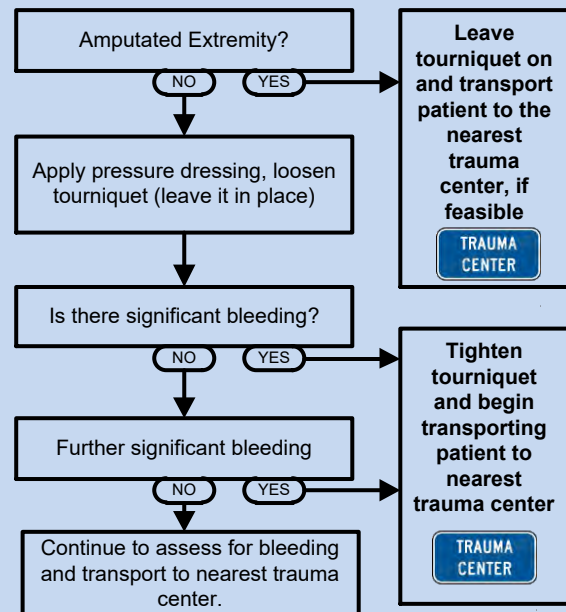 Amputated Extremity?
NO
YES
Leave
tourniquet on
and transport
patient to the
nearest
trauma
center, if
feasible
TRAUMA
CENTER
Apply pressure dressing, loosen
tourniquet (leave it in place)
Is there significant bleeding?
NO
YES
Tighten
tourniquet
and begin
transporting
patient to
nearest
trauma center
TRAUMA
CENTER
Further significant bleeding
NO
YES
Continue to assess for bleeding
and transport to nearest trauma
center.